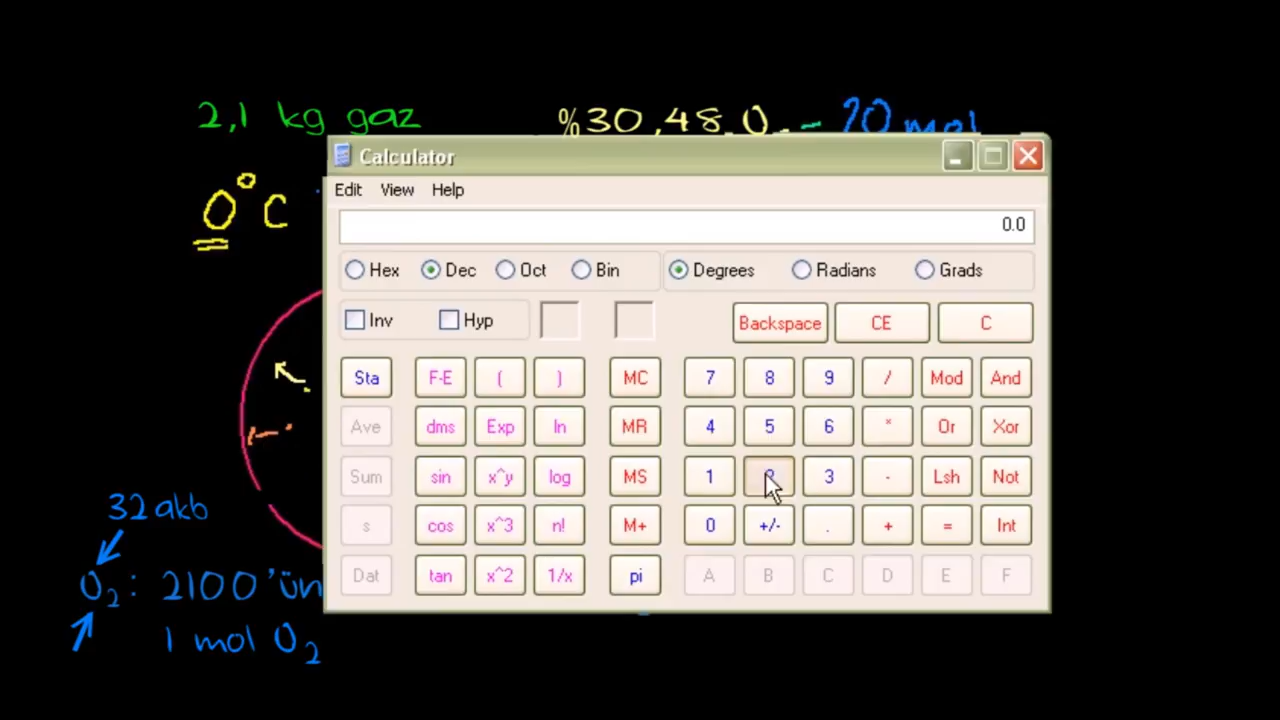 2,1 kg gaz
%30,48 O₂ - 20 mol
0°C
Calculator
Edit View Help
0.0
Hex Dec Oct Bin Degrees Radians Grads
Inv Hyp Backspace CE C
Sta F-E ( ) MC 7 8 9 / Mod And
Ave dms Exp ln MR 4 5 6 * Or Xor
Sum sin x^y log MS 1 2 3 - Lsh Not
s cos x^3 n! M+ 0 +/- . + = Int
Dat tan x^2 1/x pi A B C D E F
32 akb
O₂: 2100'ün
1 mol O₂